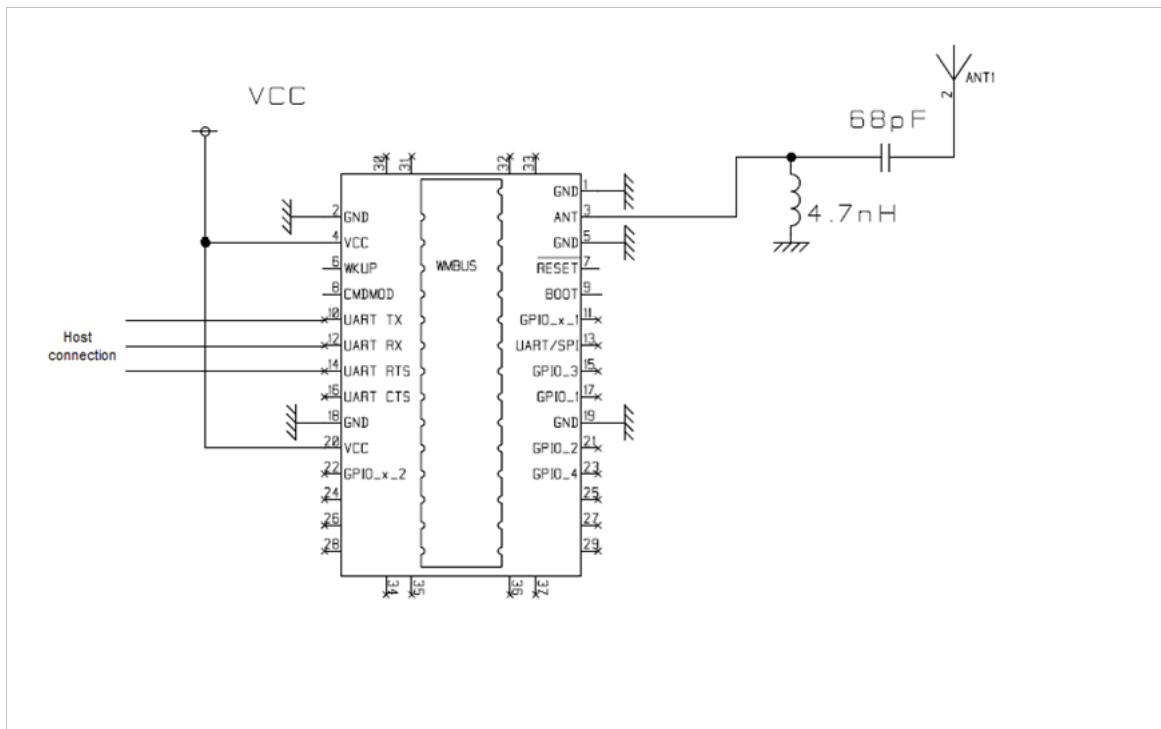 VCC
ANT1
2
68pF
4.7nH
30
31
32
33
GND 1
ANT 3
2 GND
4 VCC
GND 5
6 WKUP
WMBUS
RESET 7
8 CMDMOD
BOOT 9
10 UART TX
GPIO_x_1 11
Host
connection
12 UART RX
UART/SPI 13
14 UART RTS
GPIO_3 15
16 UART CTS
GPIO_1 17
18 GND
GND 19
20 VCC
GPIO_2 21
22 GPIO_x_2
GPIO_4 23
24
25
26
27
28
29
34
35
36
37